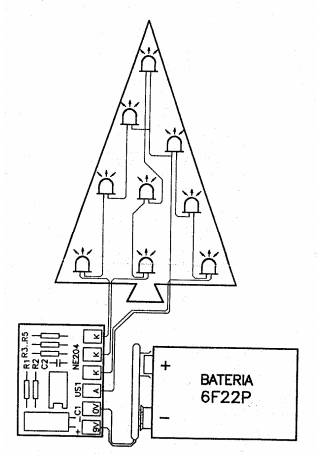 R3...R5
R1
R2
C2
NE204
US1
C1
-
+
K
K
K
A
0V
9V
+
BATERIA
6F22P
-